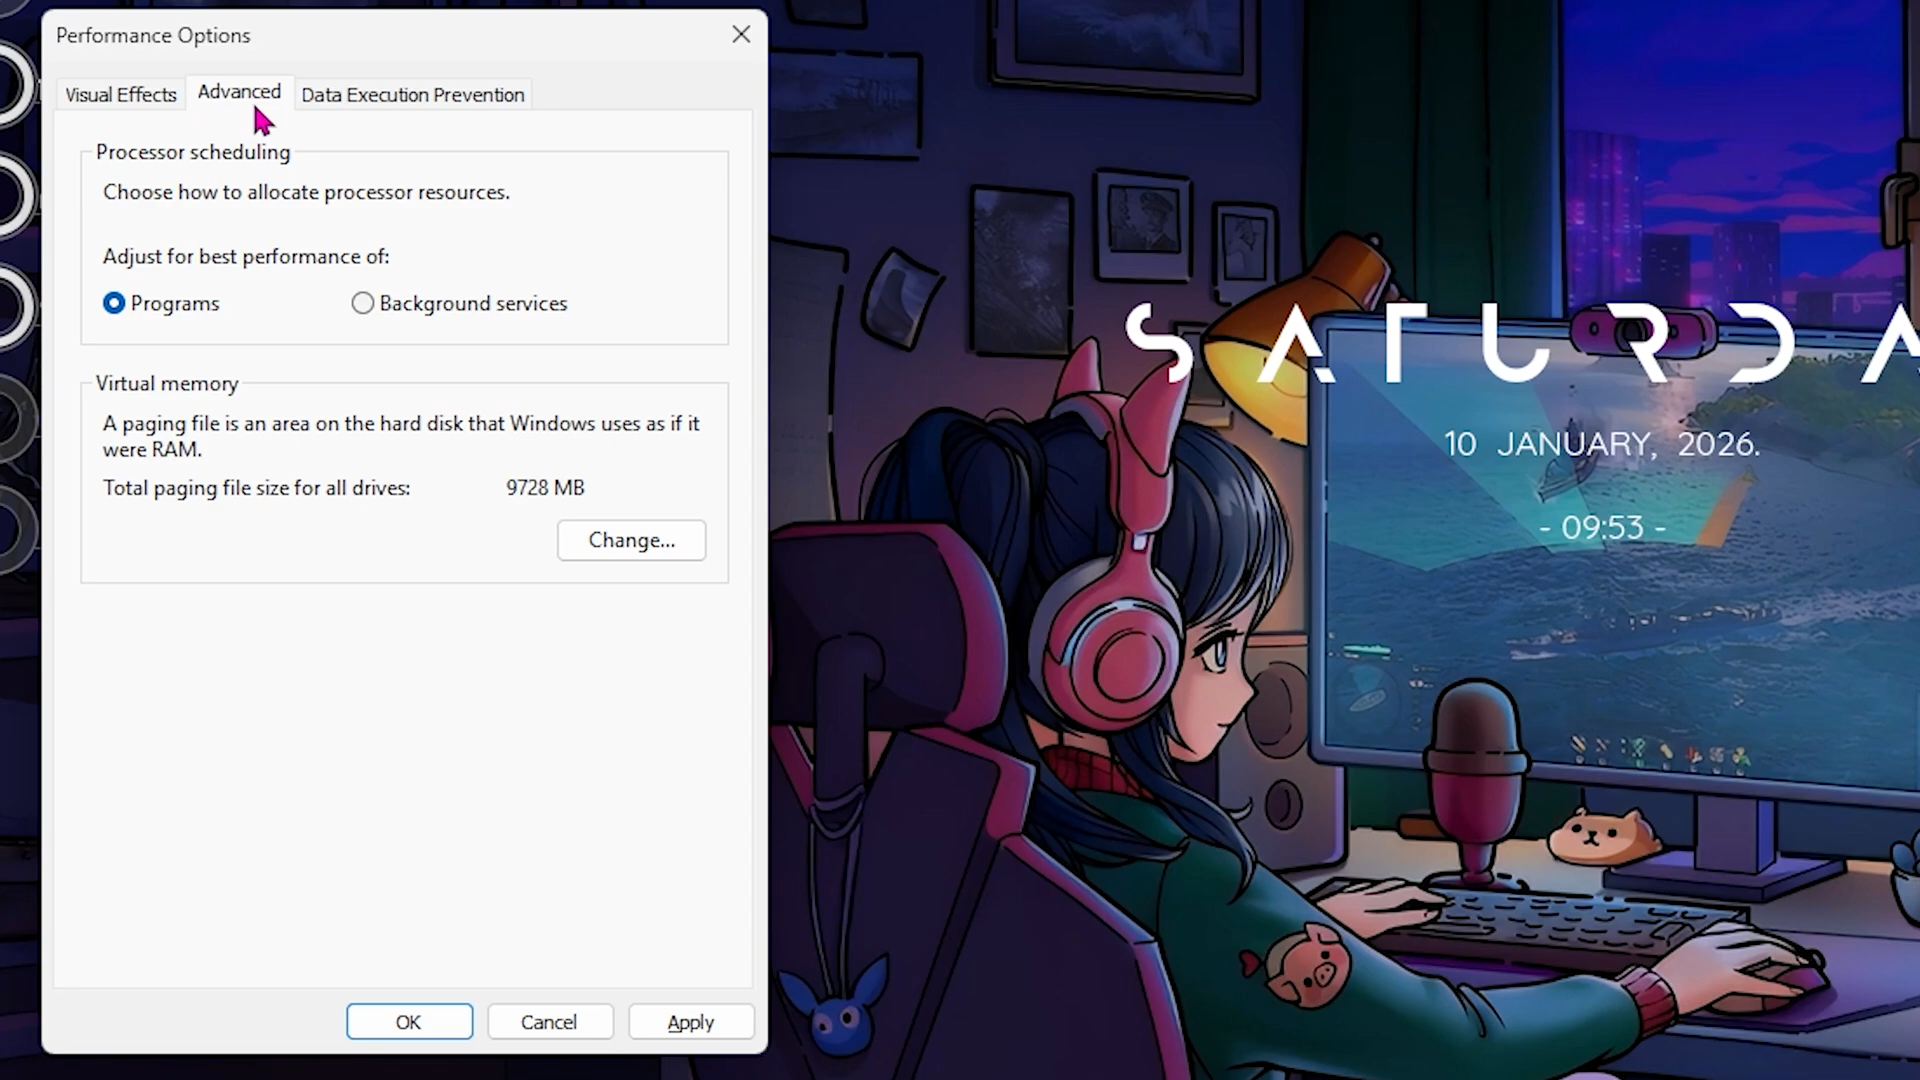 Performance Options
Visual Effects
Advanced
Data Execution Prevention
Processor scheduling
Choose how to allocate processor resources.
Adjust for best performance of:
Programs
Background services
Virtual memory
A paging file is an area on the hard disk that Windows uses as if it
were RAM.
Total paging file size for all drives:
9728 MB
Change...
OK
Cancel
Apply
SATURDA
10 JANUARY, 2026.
- 09:53 -